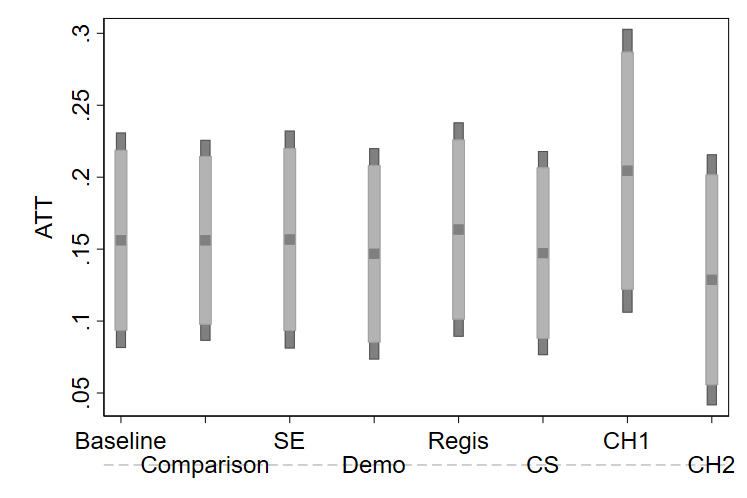 .3
.25
.2
.15
.1
.05
ATT
Baseline SE Regis CH1
Comparison Demo CS CH2